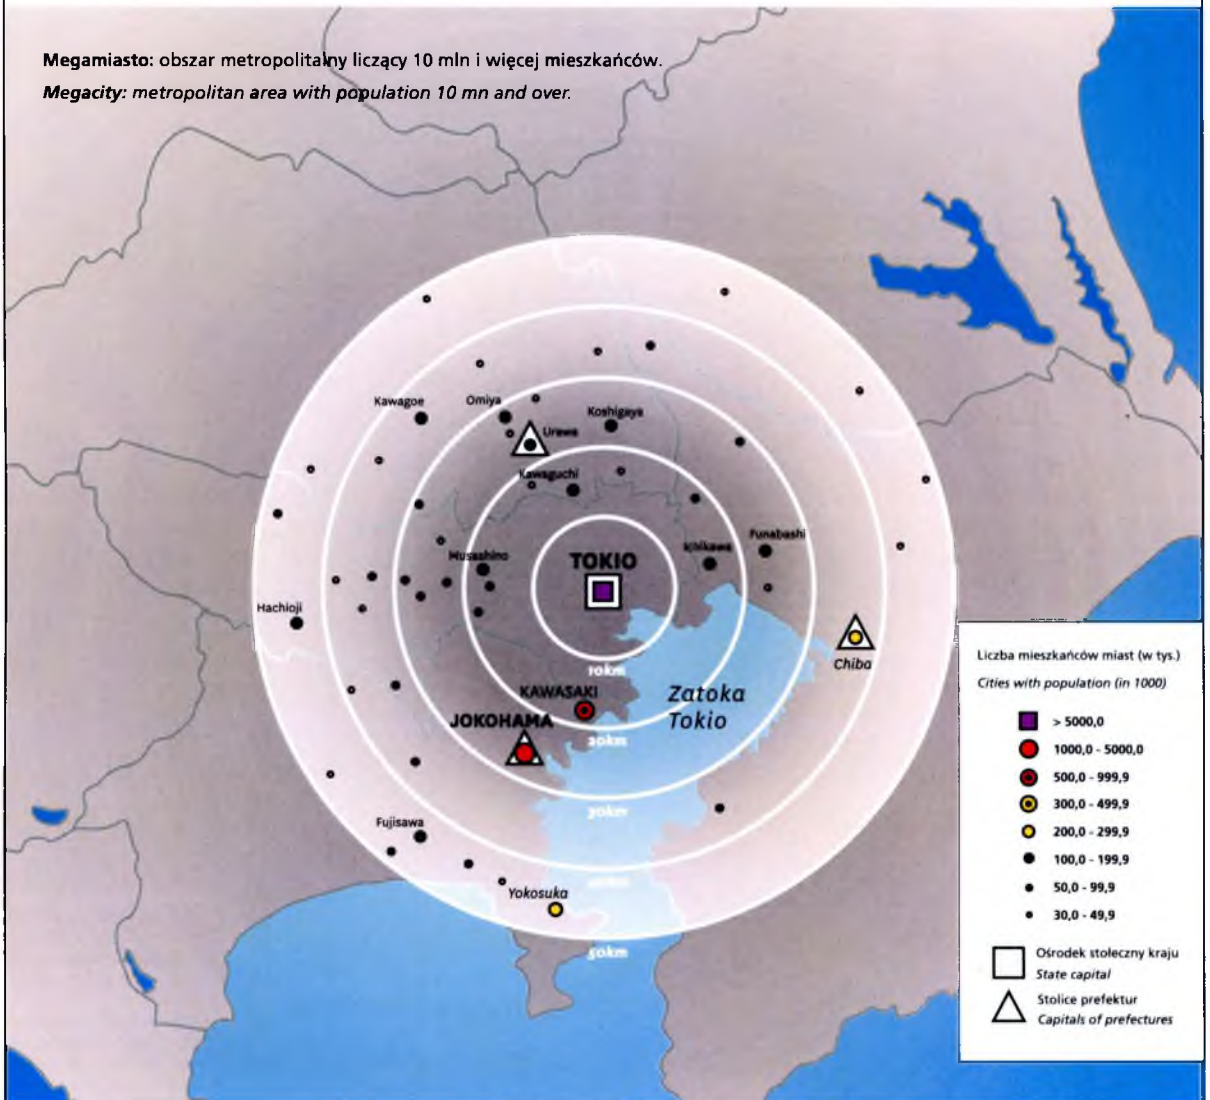 Megamiasto: obszar metropolitalny liczący 10 mln i więcej mieszkańców.
Megacity: metropolitan area with population 10 mn and over.
Kawagoe
Omiya
Koshigaya
Urawa
Kawaguchi
Musashino
TOKIO
Ichikawa
Funabashi
Hachioji
Chiba
10km
KAWASAKI
JOKOHAMA
Zatoka
Tokio
20km
30km
Fujisawa
Yokosuka
50km
Liczba mieszkańców miast (w tys.)
Cities with population (in 1000)
> 5000,0
1000,0 - 5000,0
500,0 - 999,9
300,0 - 499,9
200,0 - 299,9
100,0 - 199,9
50,0 - 99,9
30,0 - 49,9
Ośrodek stołeczny kraju
State capital
Stolice prefektur
Capitals of prefectures